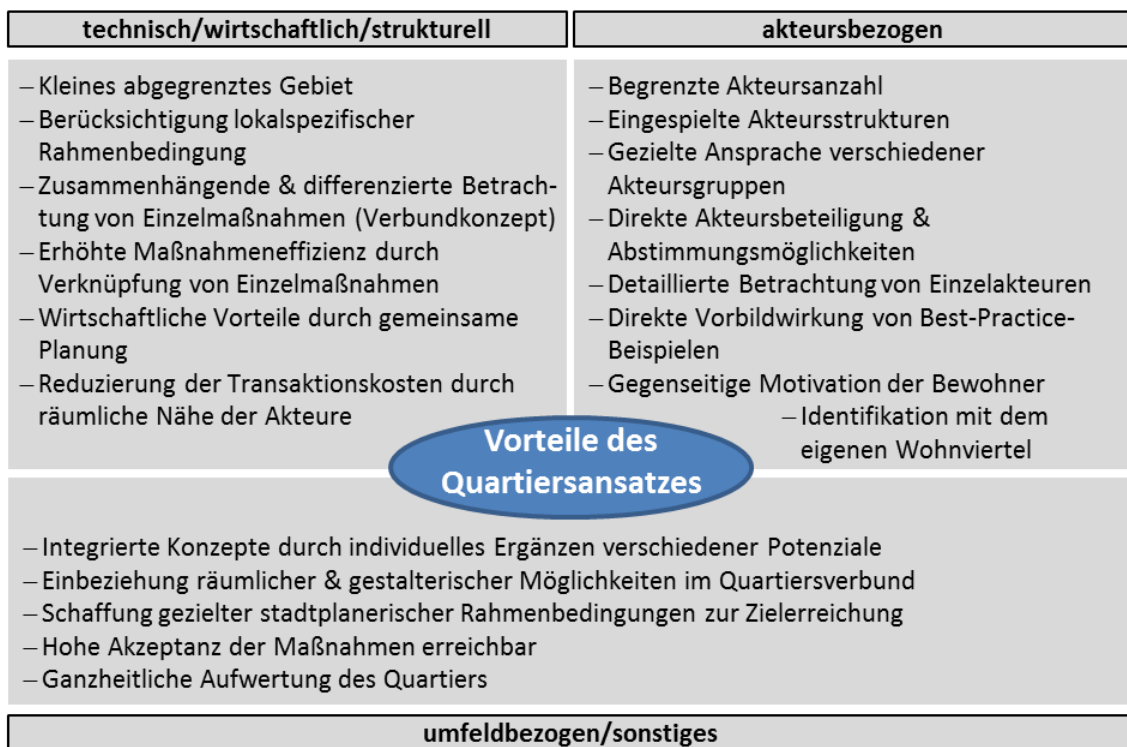 technisch/wirtschaftlich/strukturell
– Kleines abgegrenztes Gebiet
– Berücksichtigung lokalspezifischer
Rahmenbedingung
– Zusammenhängende & differenzierte Betrach-
tung von Einzelmaßnahmen (Verbundkonzept)
– Erhöhte Maßnahmeneffizienz durch
Verknüpfung von Einzelmaßnahmen
– Wirtschaftliche Vorteile durch gemeinsame
Planung
– Reduzierung der Transaktionskosten durch
räumliche Nähe der Akteure
akteursbezogen
– Begrenzte Akteursanzahl
– Eingespielte Akteursstrukturen
– Gezielte Ansprache verschiedener
Akteursgruppen
– Direkte Akteursbeteiligung &
Abstimmungsmöglichkeiten
– Detaillierte Betrachtung von Einzelakteuren
– Direkte Vorbildwirkung von Best-Practice-
Beispielen
– Gegenseitige Motivation der Bewohner
– Identifikation mit dem
eigenen Wohnviertel
Vorteile des
Quartiersansatzes
– Integrierte Konzepte durch individuelles Ergänzen verschiedener Potenziale
– Einbeziehung räumlicher & gestalterischer Möglichkeiten im Quartiersverbund
– Schaffung gezielter stadtplanerischer Rahmenbedingungen zur Zielerreichung
– Hohe Akzeptanz der Maßnahmen erreichbar
– Ganzheitliche Aufwertung des Quartiers
umfeldbezogen/sonstiges